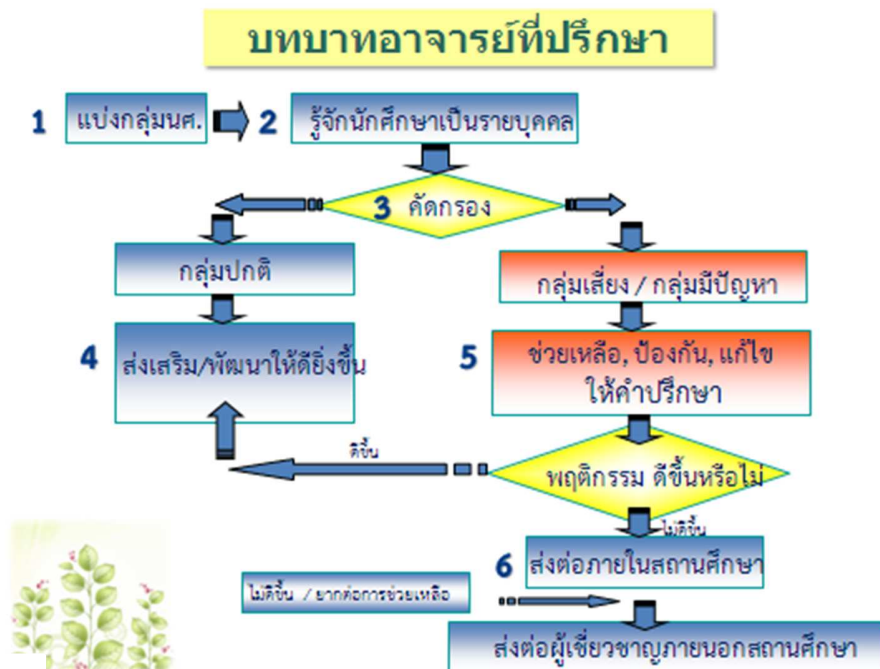 บทบาทอาจารย์ที่ปรึกษา
1 แบ่งกลุ่มนศ.
2 รู้จักนักศึกษาเป็นรายบุคคล
3 คัดกรอง
กลุ่มปกติ
กลุ่มเสี่ยง / กลุ่มมีปัญหา
4 ส่งเสริม/พัฒนาให้ดียิ่งขึ้น
5 ช่วยเหลือ, ป้องกัน, แก้ไข
ให้คำปรึกษา
ดีขึ้น
พฤติกรรม ดีขึ้นหรือไม่
ไม่ดีขึ้น
6 ส่งต่อภายในสถานศึกษา
ไม่ดีขึ้น / ยากต่อการช่วยเหลือ
ส่งต่อผู้เชี่ยวชาญภายนอกสถานศึกษา